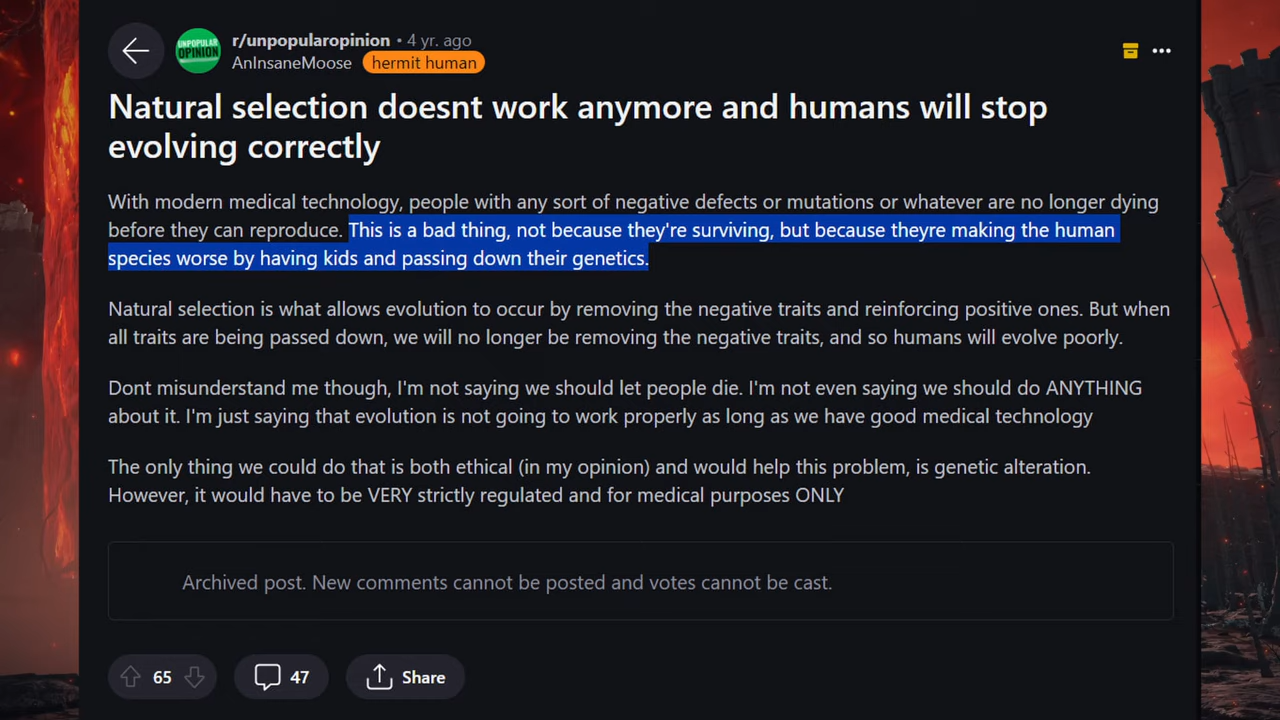 r/unpopularopinion • 4 yr. ago
UNPOPULAR
OPINION
AnInsaneMoose hermit human
Natural selection doesnt work anymore and humans will stop
evolving correctly
With modern medical technology, people with any sort of negative defects or mutations or whatever are no longer dying
before they can reproduce. This is a bad thing, not because they're surviving, but because theyre making the human
species worse by having kids and passing down their genetics.
Natural selection is what allows evolution to occur by removing the negative traits and reinforcing positive ones. But when
all traits are being passed down, we will no longer be removing the negative traits, and so humans will evolve poorly.
Dont misunderstand me though, I'm not saying we should let people die. I'm not even saying we should do ANYTHING
about it. I'm just saying that evolution is not going to work properly as long as we have good medical technology
The only thing we could do that is both ethical (in my opinion) and would help this problem, is genetic alteration.
However, it would have to be VERY strictly regulated and for medical purposes ONLY
Archived post. New comments cannot be posted and votes cannot be cast.
65 47 Share